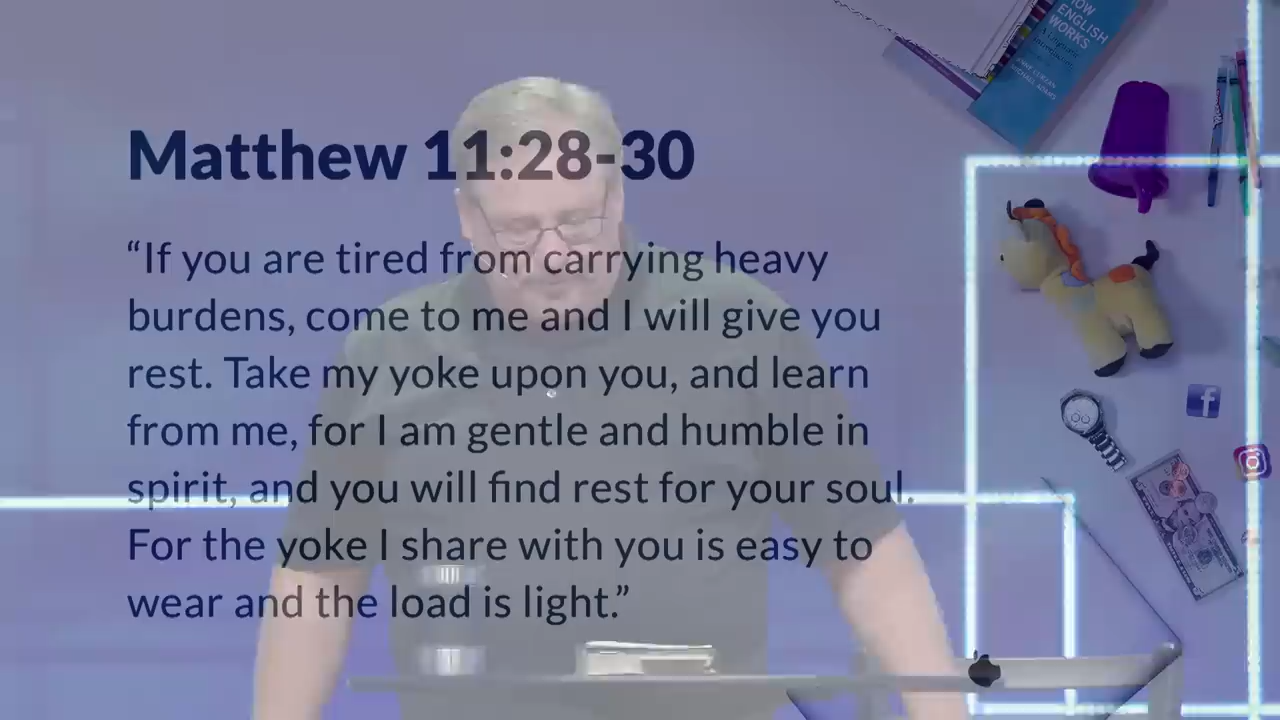 HOW
ENGLISH
WORKS
Matthew 11:28-30
“If you are tired from carrying heavy
burdens, come to me and I will give you
rest. Take my yoke upon you, and learn
from me, for I am gentle and humble in
spirit, and you will find rest for your soul.
For the yoke I share with you is easy to
wear and the load is light.”